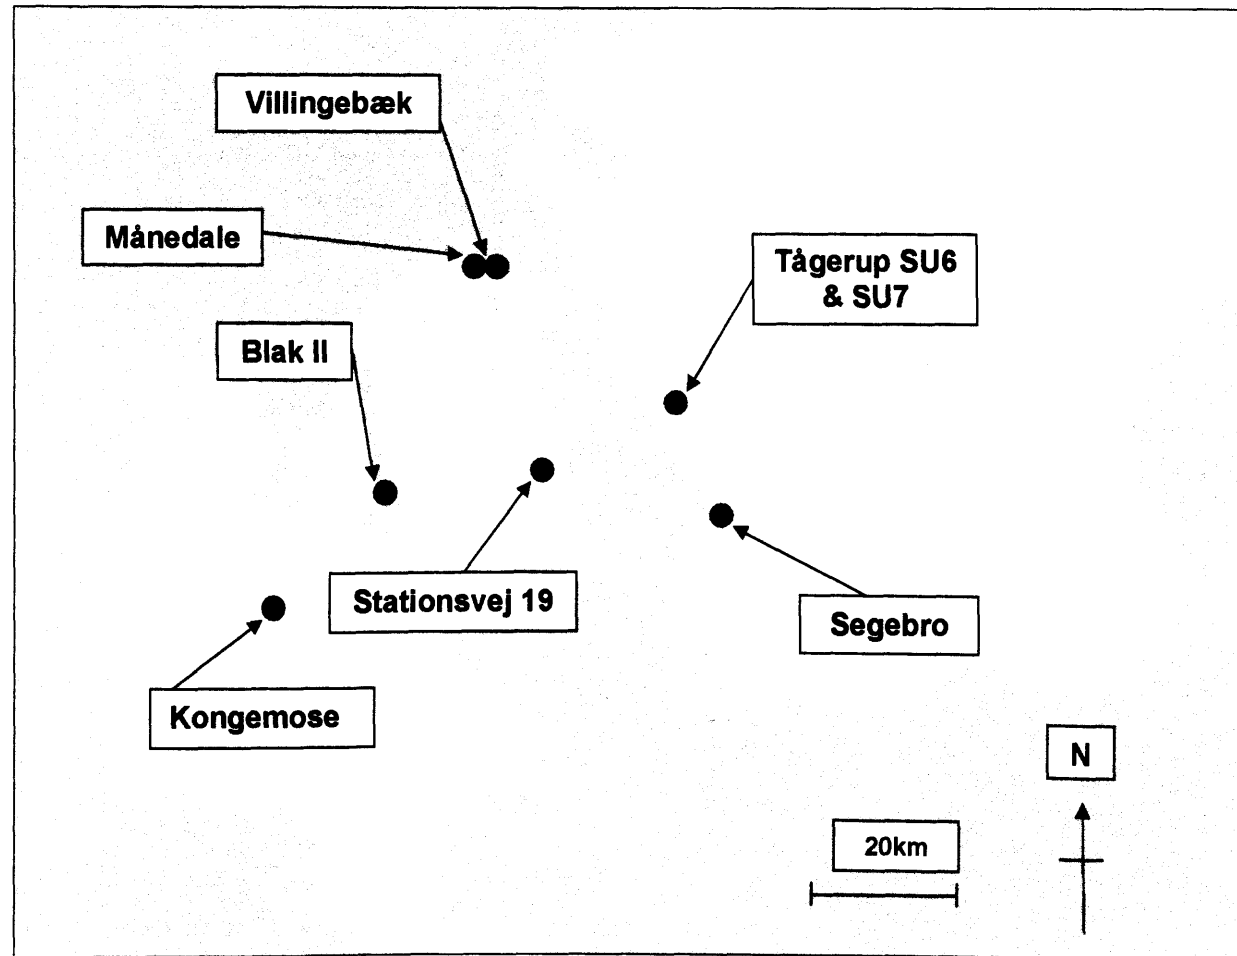 Villingebæk
Månedale
Tågerup SU6
& SU7
Blak II
Stationsvej 19
Segebro
Kongemose
N
20km